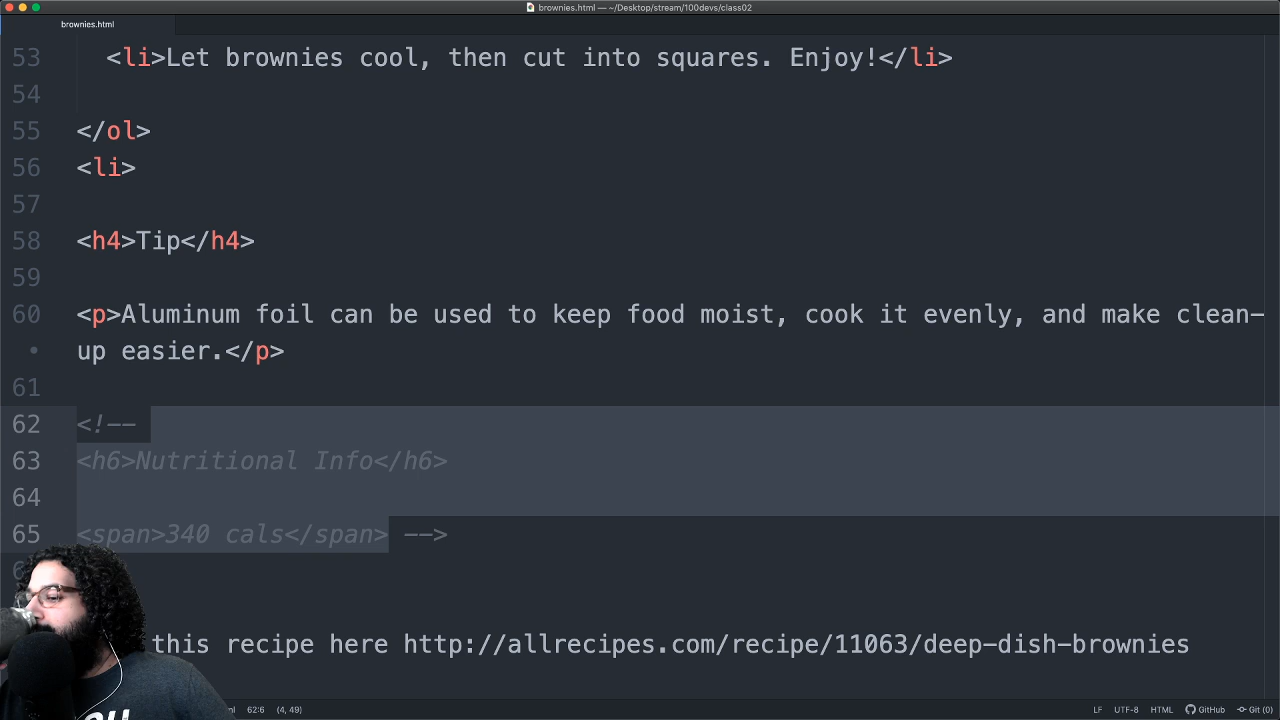 brownies.html — ~/Desktop/stream/100devs/class02
brownies.html
53 <li>Let brownies cool, then cut into squares. Enjoy!</li>
54
55 </ol>
56 <li>
57
58 <h4>Tip</h4>
59
60 <p>Aluminum foil can be used to keep food moist, cook it evenly, and make clean-
• up easier.</p>
61
62 <!--
63 <h6>Nutritional Info</h6>
64
65 <span>340 cals</span> -->
this recipe here http://allrecipes.com/recipe/11063/deep-dish-brownies
62:6 (4, 49) LF UTF-8 HTML GitHub Git (0)